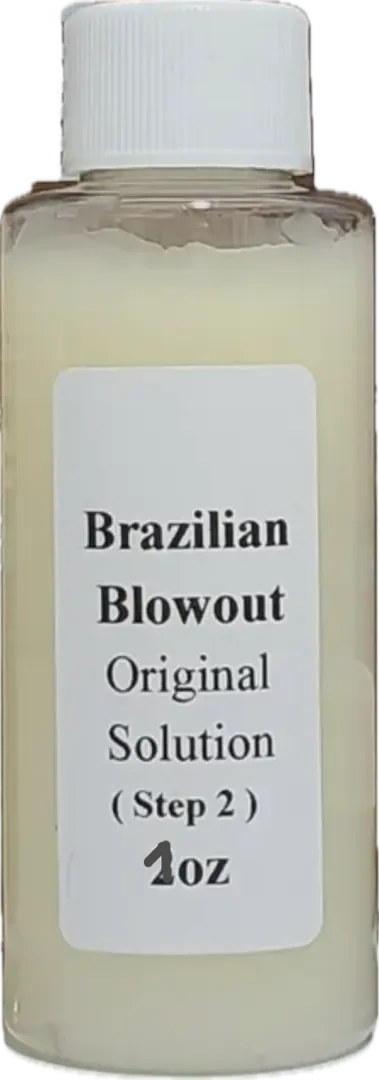 Brazilian
Blowout
Original
Solution
( Step 2 )
1oz